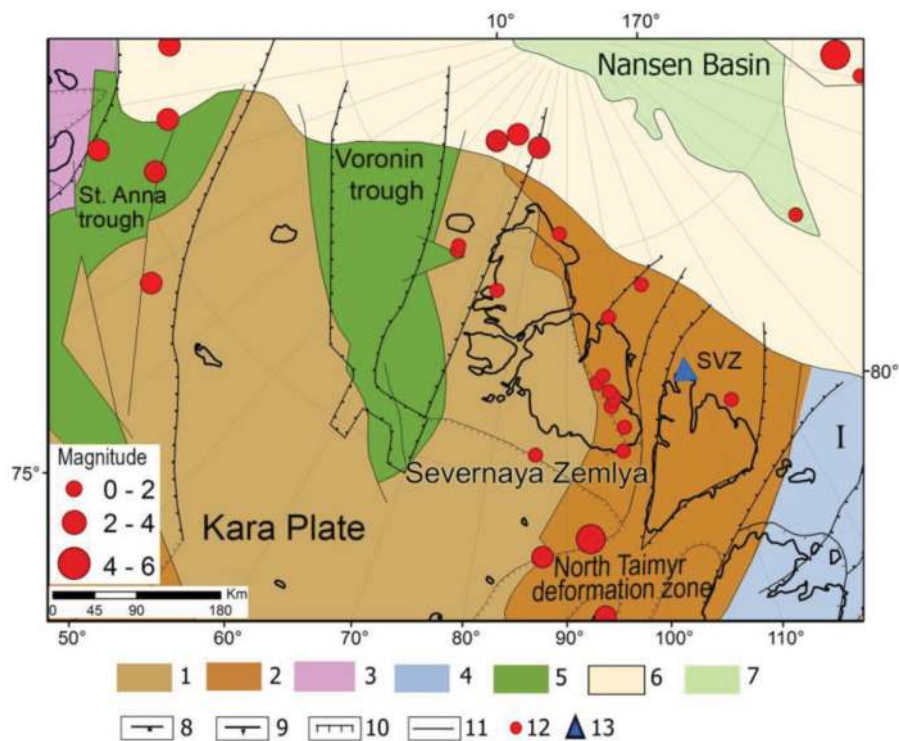 10° 170°
Nansen Basin
Voronin
trough
St. Anna
trough
SVZ
80°
I
Magnitude
0 - 2
2 - 4
4 - 6
75°
Severnaya Zemlya
Kara Plate
North Taimyr
deformation zone
Km
0 45 90 180
50° 60° 70° 80° 90° 100° 110°
1 2 3 4 5 6 7
8 9 10 11 12 13